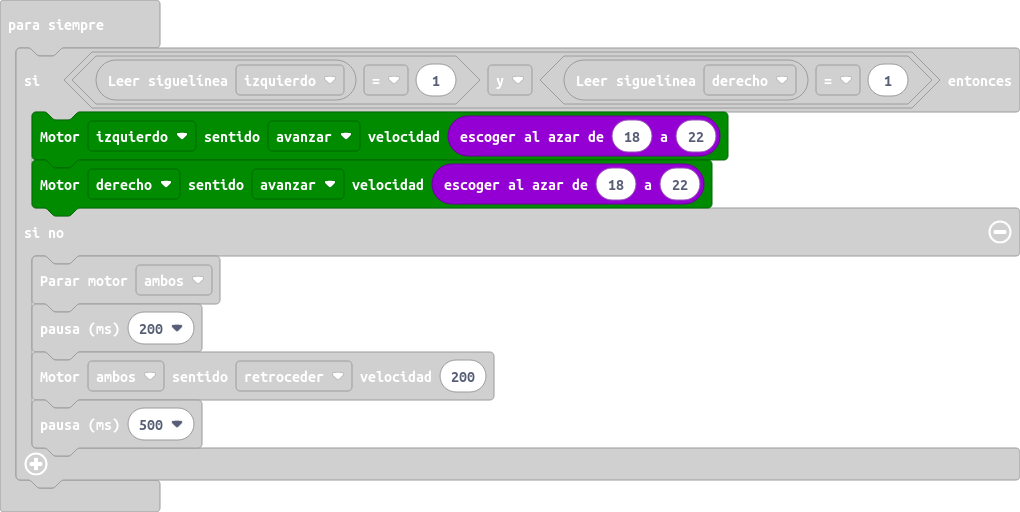 para siempre
si Leer siguelínea izquierdo = 1 y Leer siguelínea derecho = 1 entonces
Motor izquierdo sentido avanzar velocidad escoger al azar de 18 a 22
Motor derecho sentido avanzar velocidad escoger al azar de 18 a 22
si no
Parar motor ambos
pausa (ms) 200
Motor ambos sentido retroceder velocidad 200
pausa (ms) 500